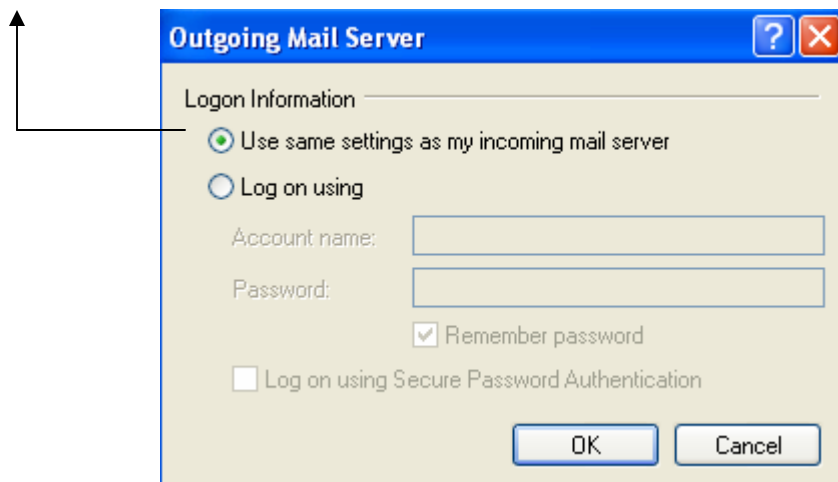 Outgoing Mail Server
Logon Information
Use same settings as my incoming mail server
Log on using
Account name:
Password:
Remember password
Log on using Secure Password Authentication
OK Cancel